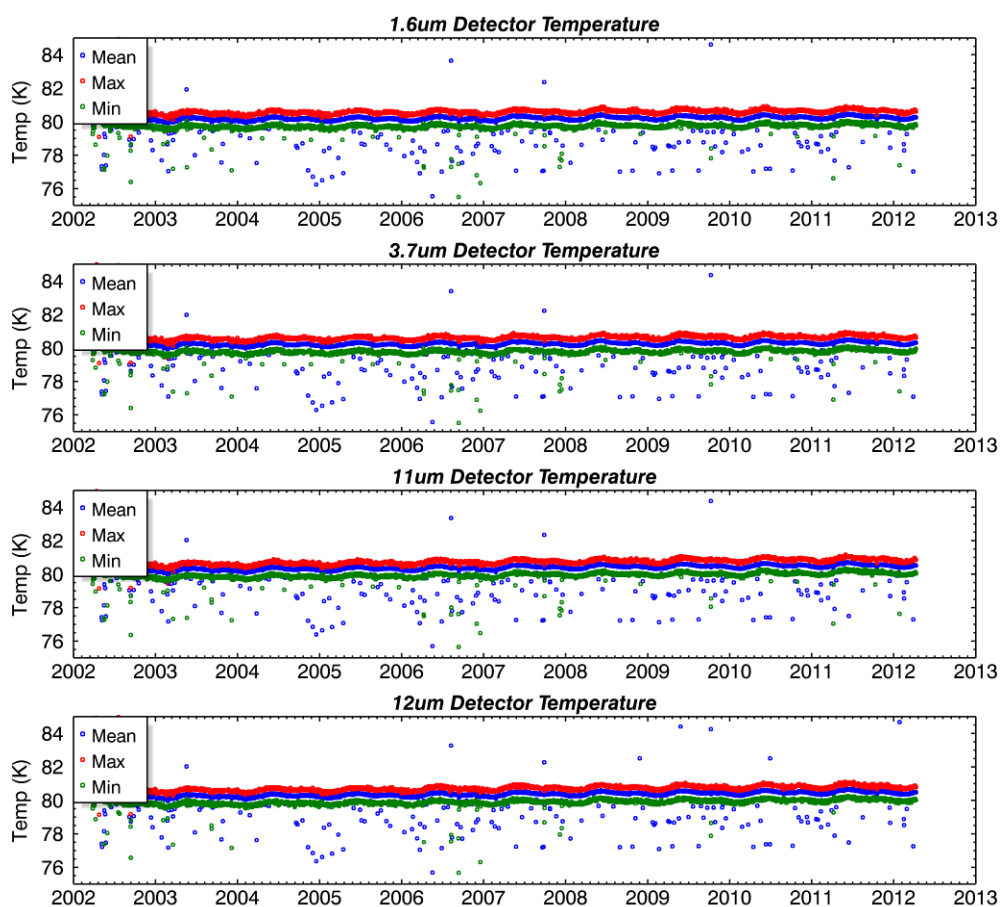 1.6um Detector Temperature
Temp (K)
84
82
80
78
76
Mean
Max
Min
2002 2003 2004 2005 2006 2007 2008 2009 2010 2011 2012 2013
3.7um Detector Temperature
Temp (K)
84
82
80
78
76
Mean
Max
Min
2002 2003 2004 2005 2006 2007 2008 2009 2010 2011 2012 2013
11um Detector Temperature
Temp (K)
84
82
80
78
76
Mean
Max
Min
2002 2003 2004 2005 2006 2007 2008 2009 2010 2011 2012 2013
12um Detector Temperature
Temp (K)
84
82
80
78
76
Mean
Max
Min
2002 2003 2004 2005 2006 2007 2008 2009 2010 2011 2012 2013